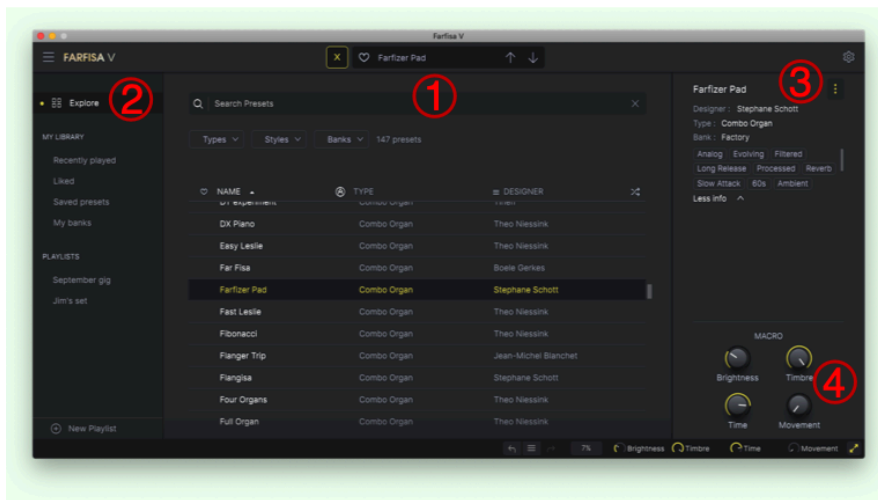 Farfisa V
FARFISA V
X Farfizer Pad
1
2
3
4
Explore
MY LIBRARY
Recently played
Liked
Saved presets
My banks
PLAYLISTS
September gig
Jim's set
New Playlist
Search Presets
Types Styles Banks 147 presets
NAME TYPE DESIGNER
DX Piano Combo Organ Theo Niessink
Easy Leslie Combo Organ Theo Niessink
Far Fisa Combo Organ Boele Gerkes
Farfizer Pad Combo Organ Stephane Schott
Fast Leslie Combo Organ Theo Niessink
Fibonacci Combo Organ Theo Niessink
Flanger Trip Combo Organ Jean-Michel Blanchet
Flangisa Combo Organ Stephane Schott
Four Organs Combo Organ Theo Niessink
Full Organ Combo Organ Theo Niessink
Farfizer Pad
Designer : Stephane Schott
Type : Combo Organ
Bank : Factory
Analog Evolving Filtered
Long Release Processed Reverb
Slow Attack 60s Ambient
Less info
MACRO
Brightness Timbre
Time Movement
7% Brightness Timbre Time Movement